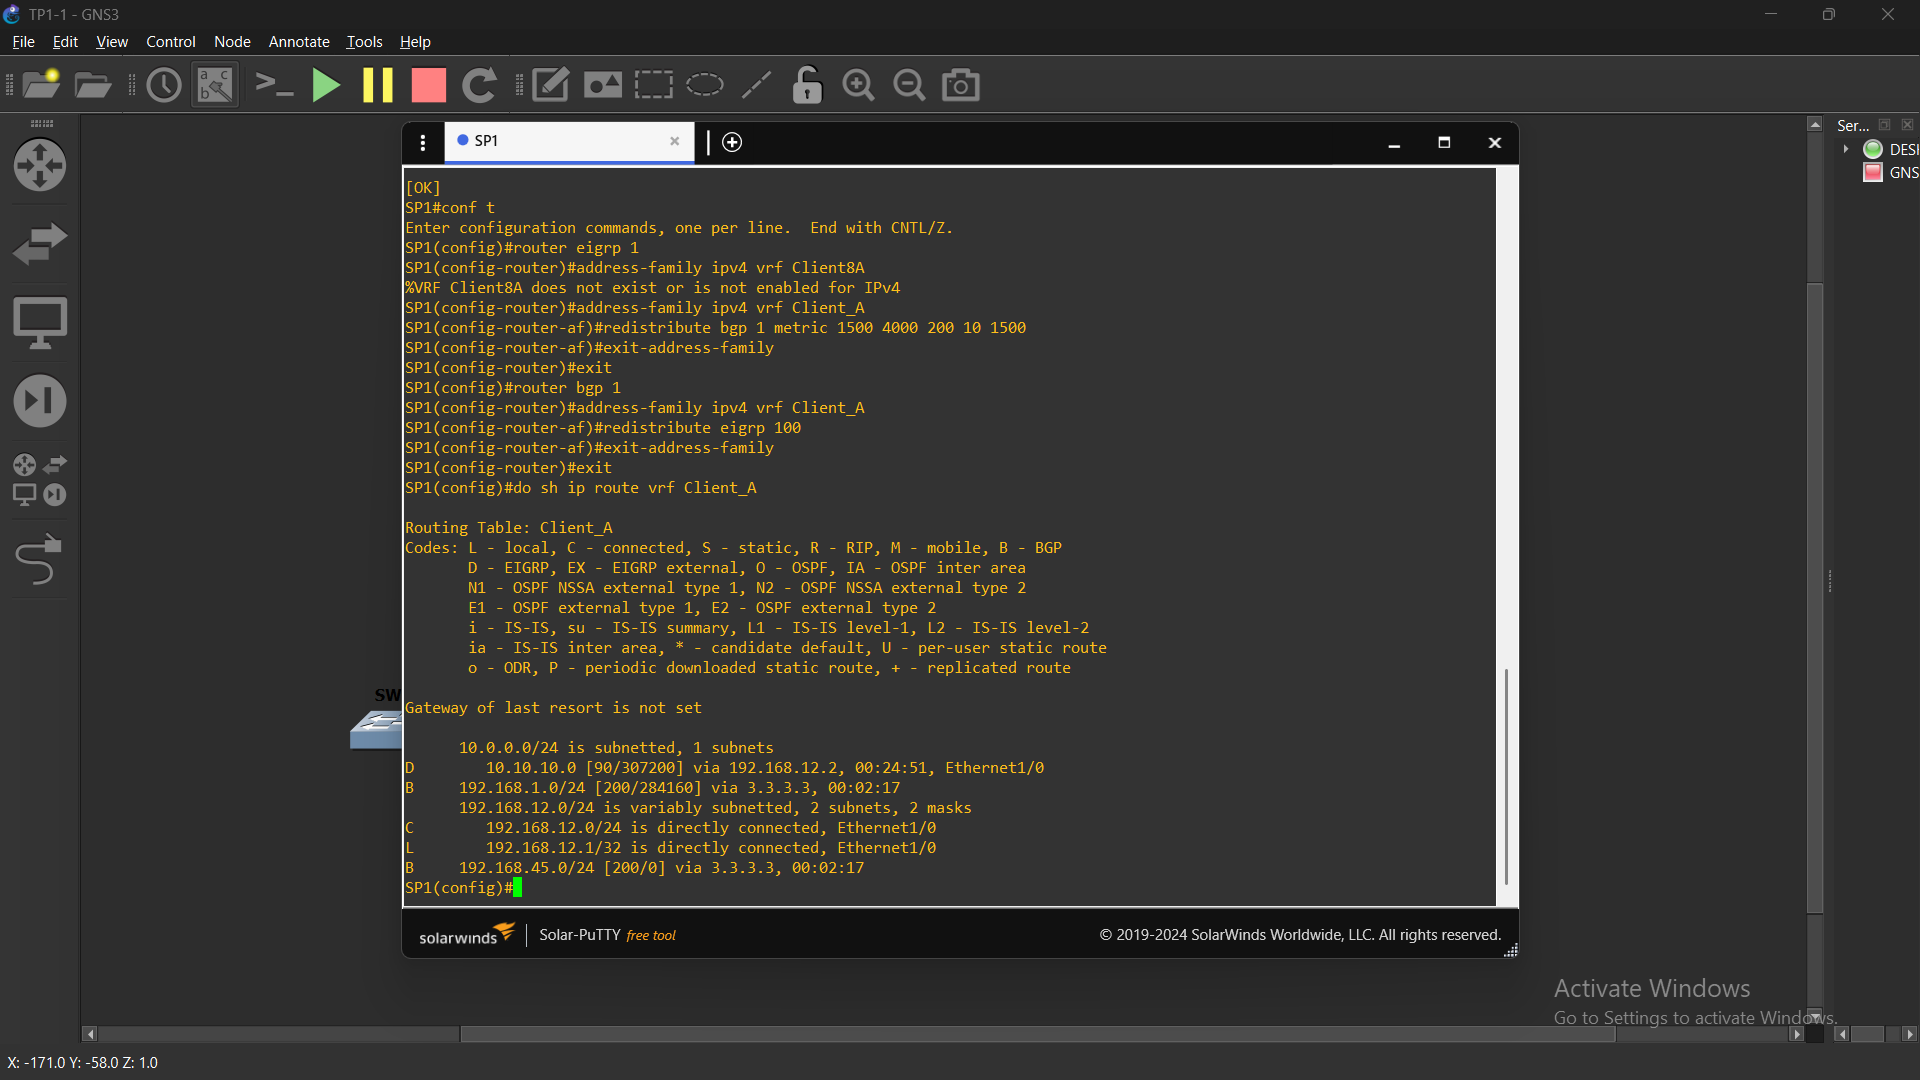 TP1-1 - GNS3
File Edit View Control Node Annotate Tools Help
SP1
Ser...
DESH
GNS
[OK]
SP1#conf t
Enter configuration commands, one per line.  End with CNTL/Z.
SP1(config)#router eigrp 1
SP1(config-router)#address-family ipv4 vrf Client8A
%VRF Client8A does not exist or is not enabled for IPv4
SP1(config-router)#address-family ipv4 vrf Client_A
SP1(config-router-af)#redistribute bgp 1 metric 1500 4000 200 10 1500
SP1(config-router-af)#exit-address-family
SP1(config-router)#exit
SP1(config)#router bgp 1
SP1(config-router)#address-family ipv4 vrf Client_A
SP1(config-router-af)#redistribute eigrp 100
SP1(config-router-af)#exit-address-family
SP1(config-router)#exit
SP1(config)#do sh ip route vrf Client_A
Routing Table: Client_A
Codes: L - local, C - connected, S - static, R - RIP, M - mobile, B - BGP
D - EIGRP, EX - EIGRP external, O - OSPF, IA - OSPF inter area
N1 - OSPF NSSA external type 1, N2 - OSPF NSSA external type 2
E1 - OSPF external type 1, E2 - OSPF external type 2
i - IS-IS, su - IS-IS summary, L1 - IS-IS level-1, L2 - IS-IS level-2
ia - IS-IS inter area, * - candidate default, U - per-user static route
o - ODR, P - periodic downloaded static route, + - replicated route
SW
Gateway of last resort is not set
10.0.0.0/24 is subnetted, 1 subnets
D 10.10.10.0 [90/307200] via 192.168.12.2, 00:24:51, Ethernet1/0
B 192.168.1.0/24 [200/284160] via 3.3.3.3, 00:02:17
192.168.12.0/24 is variably subnetted, 2 subnets, 2 masks
C 192.168.12.0/24 is directly connected, Ethernet1/0
L 192.168.12.1/32 is directly connected, Ethernet1/0
B 192.168.45.0/24 [200/0] via 3.3.3.3, 00:02:17
SP1(config)#
solarwinds Solar-PuTTY free tool © 2019-2024 SolarWinds Worldwide, LLC. All rights reserved.
Activate Windows
Go to Settings to activate Windows.
X: -171.0 Y: -58.0 Z: 1.0